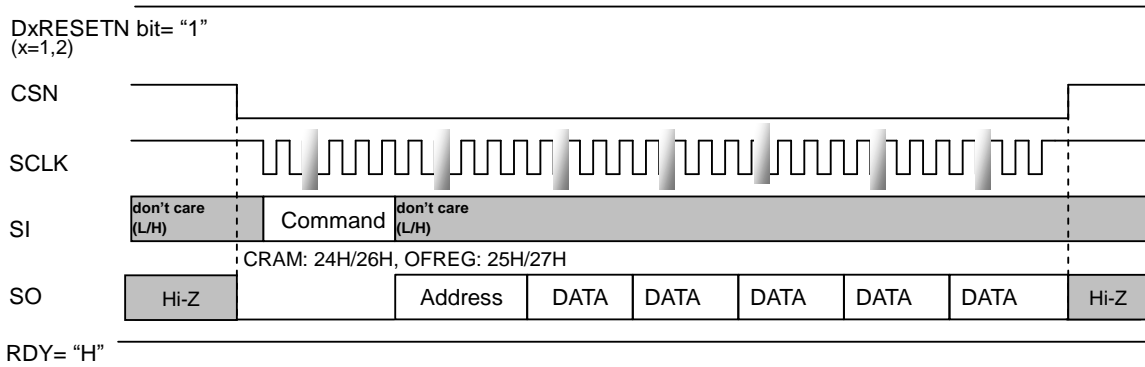 DxRESETN bit= “1”
(x=1,2)
CSN
SCLK
don’t care
(L/H)
Command
don’t care
(L/H)
SI
CRAM: 24H/26H, OFREG: 25H/27H
SO
Hi-Z
Address
DATA
DATA
DATA
DATA
DATA
Hi-Z
RDY= “H”